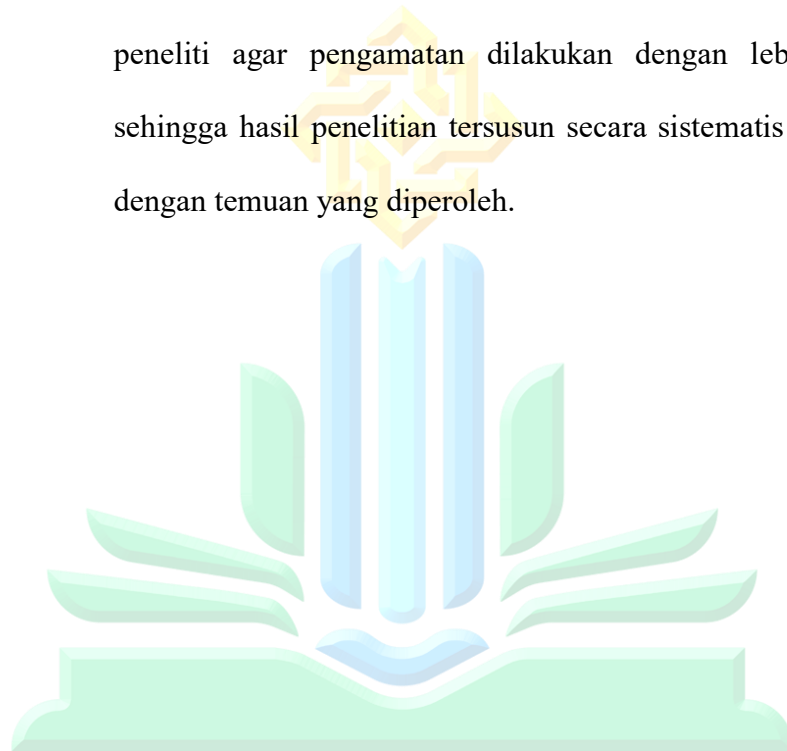 peneliti agar pengamatan dilakukan dengan leb
sehingga hasil penelitian tersusun secara sistematis
dengan temuan yang diperoleh.